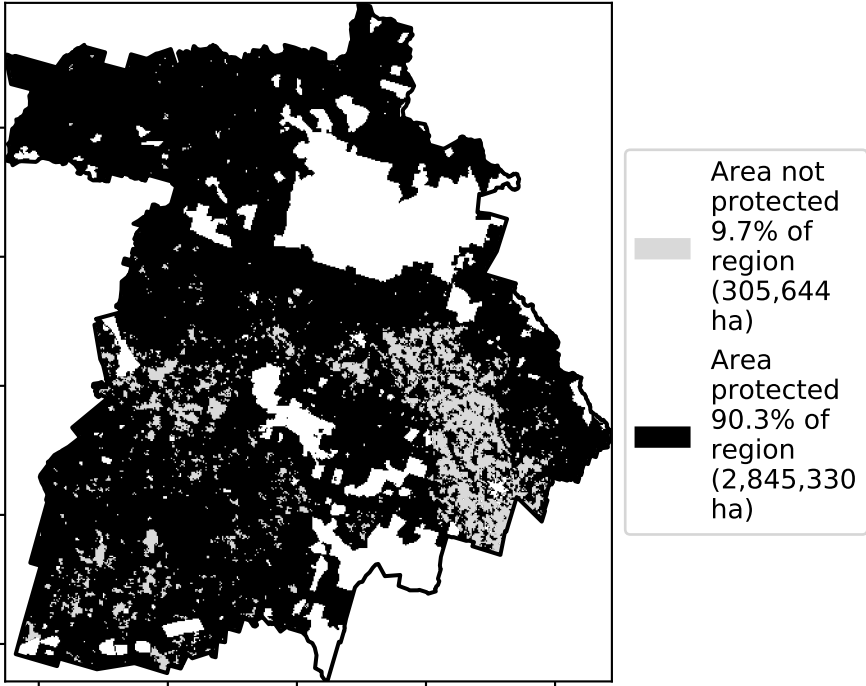 Area not
protected
9.7% of
region
(305,644
ha)
Area
protected
90.3% of
region
(2,845,330
ha)